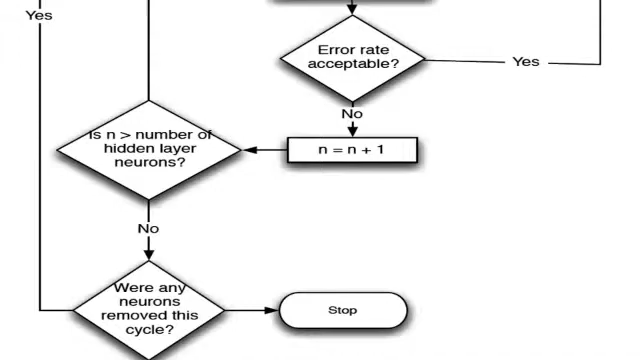 Yes
Error rate
acceptable?
Yes
No
Is n > number of
hidden layer
neurons?
n = n + 1
No
Were any
neurons
removed this
cycle?
Stop